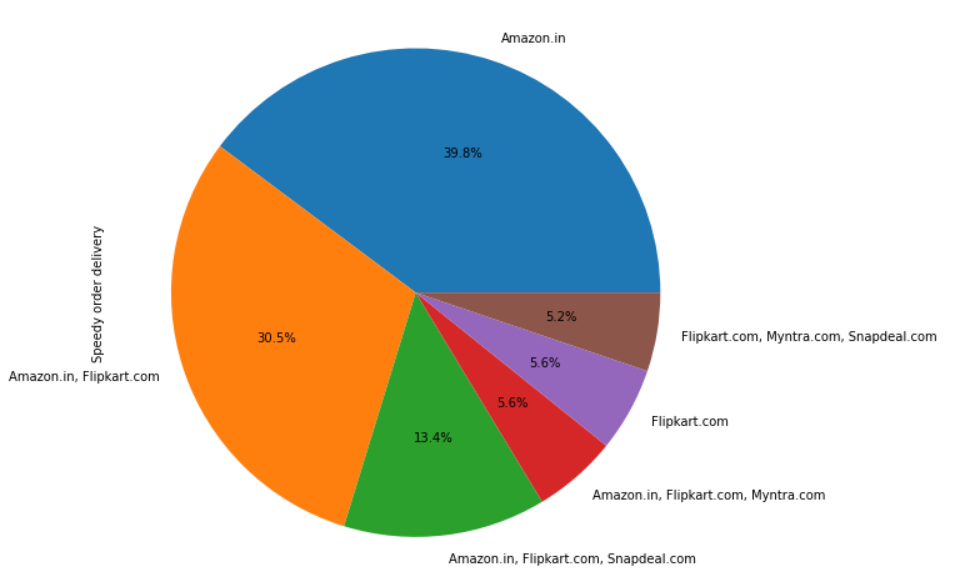 Amazon.in
39.8%
Speedy order delivery
30.5%
Amazon.in, Flipkart.com
13.4%
Amazon.in, Flipkart.com, Snapdeal.com
5.6%
Amazon.in, Flipkart.com, Myntra.com
5.6%
Flipkart.com
5.2%
Flipkart.com, Myntra.com, Snapdeal.com